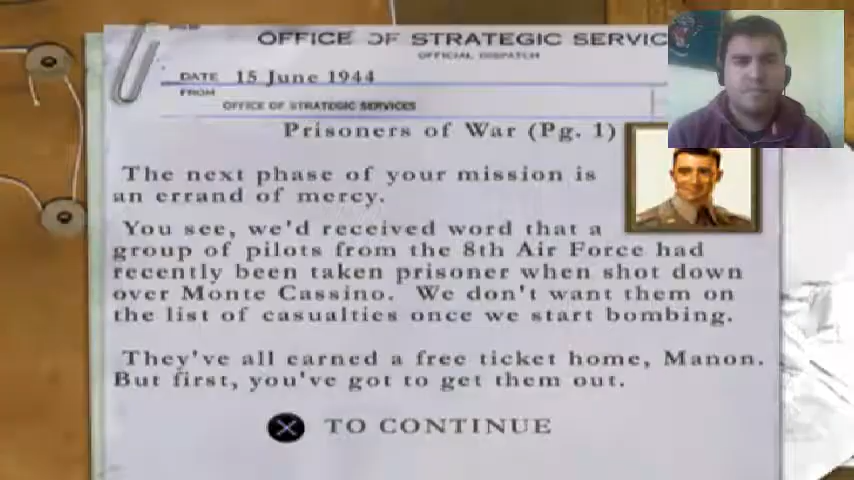 OFFICE OF STRATEGIC SERVIC
OFFICIAL DISPATCH
DATE 15 June 1944
FROM
OFFICE OF STRATEGIC SERVICES
Prisoners of War (Pg. 1)
The next phase of your mission is
an errand of mercy.
You see, we'd received word that a
group of pilots from the 8th Air Force had
recently been taken prisoner when shot down
over Monte Cassino. We don't want them on
the list of casualties once we start bombing.
They've all earned a free ticket home, Manon.
But first, you've got to get them out.
TO CONTINUE